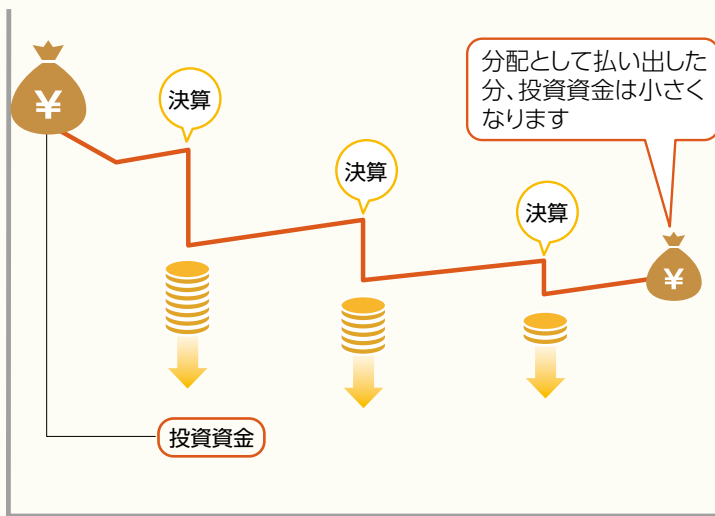 ¥
決算
決算
決算
分配として払い出した
分、投資資金は小さく
なります
¥
投資資金